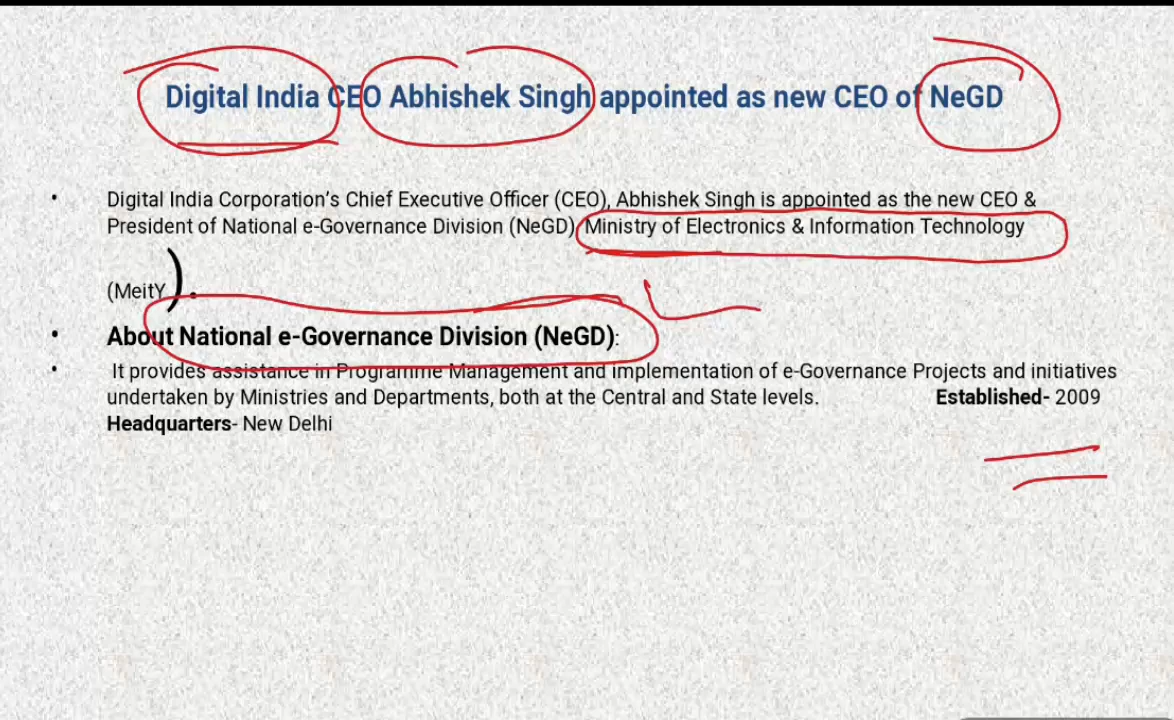 Digital India CEO Abhishek Singh appointed as new CEO of NeGD
• Digital India Corporation's Chief Executive Officer (CEO), Abhishek Singh is appointed as the new CEO &
President of National e-Governance Division (NeGD), Ministry of Electronics & Information Technology
(MeitY).
• About National e-Governance Division (NeGD):
• It provides assistance in Programme Management and implementation of e-Governance Projects and initiatives
undertaken by Ministries and Departments, both at the Central and State levels. Established- 2009
Headquarters- New Delhi